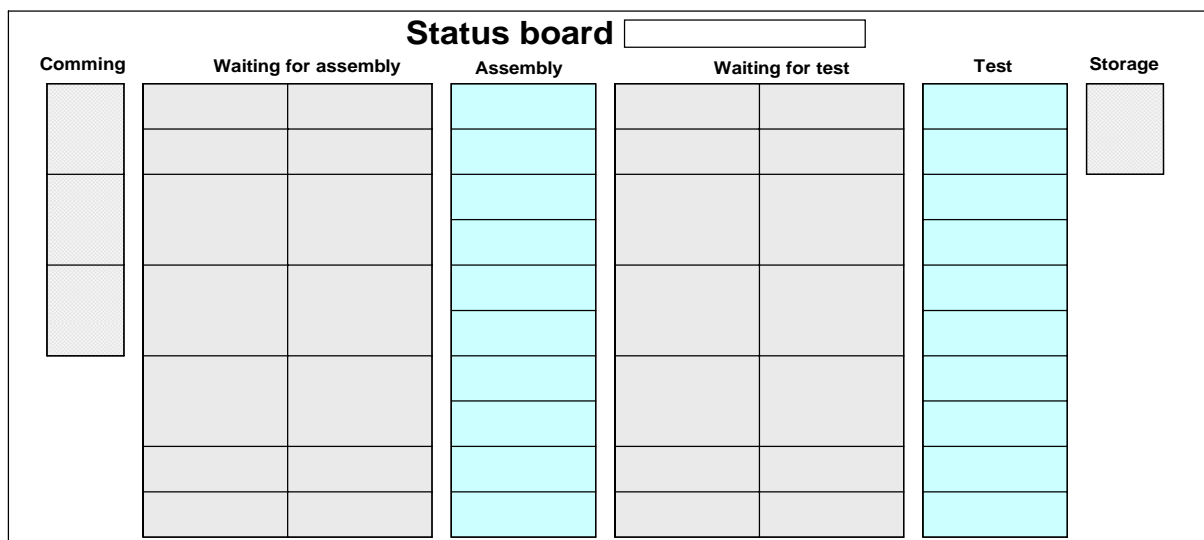 Status board
Comming Waiting for assembly Assembly Waiting for test Test Storage